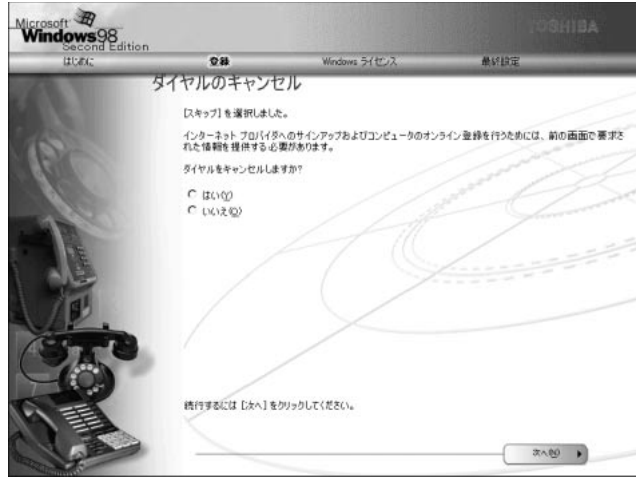 Microsoft
Windows98
Second Edition
TOSHIBA
はじめに 登録 Windows ライセンス 最終設定
ダイヤルのキャンセル
[スキップ] を選択しました。
インターネット プロバイダへのサインアップおよびコンピュータのオンライン登録を行うためには、前の画面で要求さ
れた情報を提供する必要があります。
ダイヤルをキャンセルしますか?
はい(Y)
いいえ(O)
続行するには [次へ] をクリックしてください。
次へ(N)